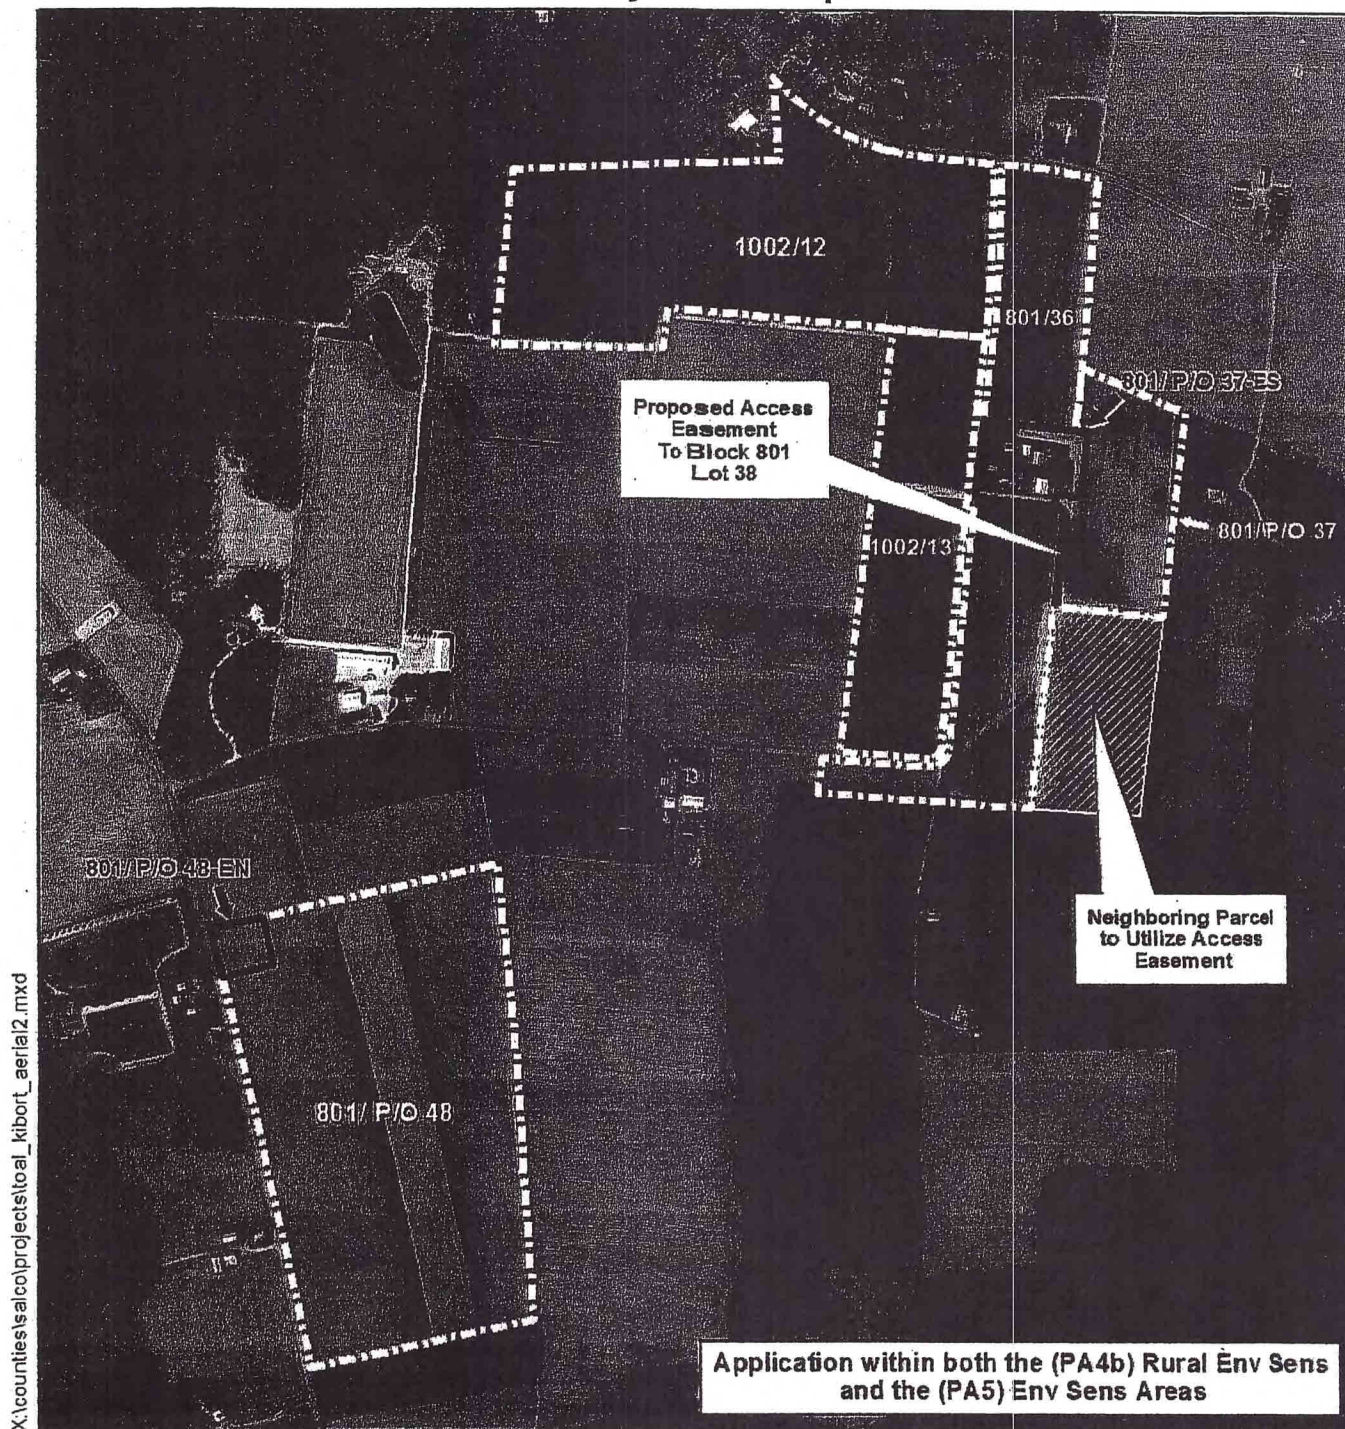 1002/12
801/36
801/ P/O 37-ES
Proposed Access
Easement
To Block 801
Lot 38
801/ P/O 37
1002/13
801/ P/O 48-EN
Neighboring Parcel
to Utilize Access
Easement
801/ P/O 48
Application within both the (PA4b) Rural Env Sens
and the (PA5) Env Sens Areas
X:\counties\salco\projects\toal_kibort_aerial2.mxd